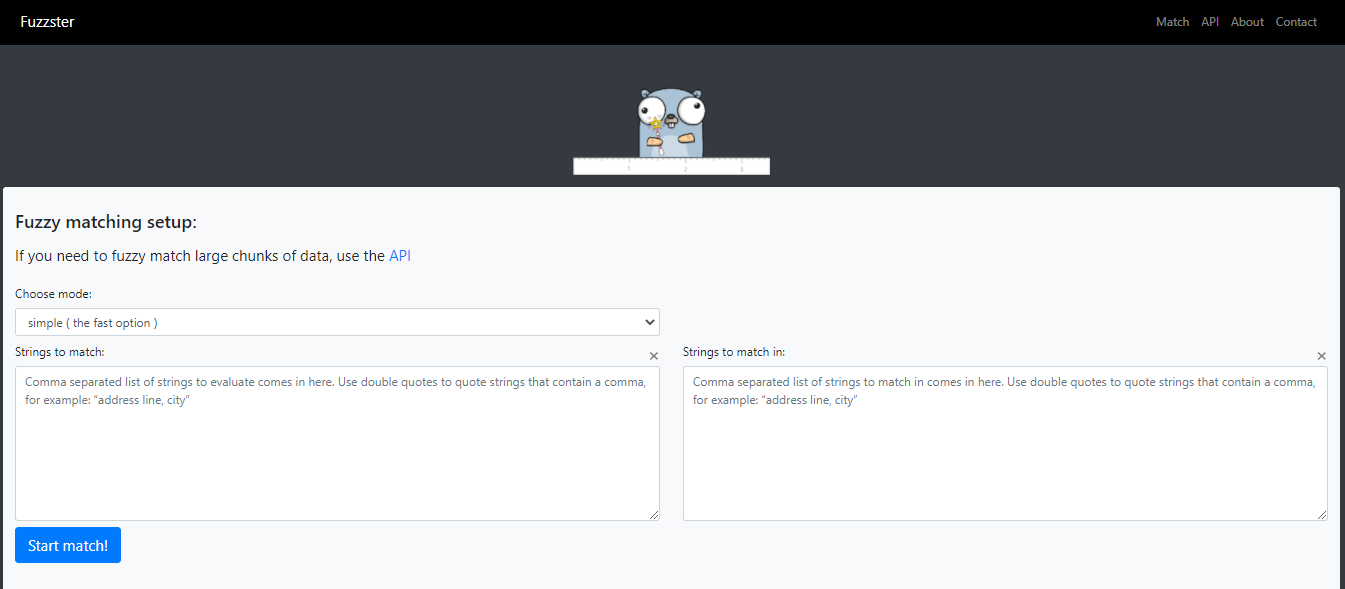 Fuzzster
Match API About Contact
1 2 3
Fuzzy matching setup:
If you need to fuzzy match large chunks of data, use the API
Choose mode:
simple ( the fast option )
Strings to match:
×
Comma separated list of strings to evaluate comes in here. Use double quotes to quote strings that contain a comma,
for example: “address line, city”
Strings to match in:
×
Comma separated list of strings to match in comes in here. Use double quotes to quote strings that contain a comma,
for example: “address line, city”
Start match!